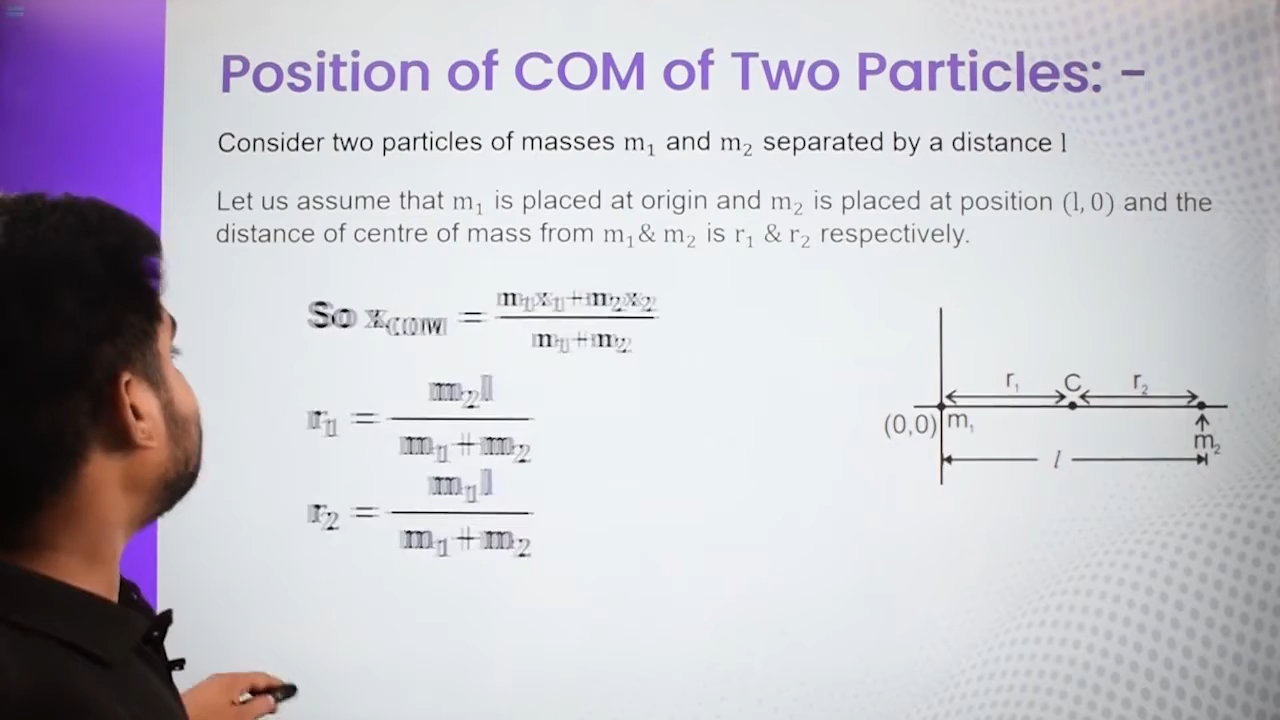 Position of COM of Two Particles: -
Consider two particles of masses m₁ and m₂ separated by a distance l
Let us assume that m₁ is placed at origin and m₂ is placed at position (l, 0) and the
distance of centre of mass from m₁& m₂ is r₁ & r₂ respectively.
So x_COM = (m₁x₁+m₂x₂)/(m₁+m₂)
r₁ = m₂l/(m₁+m₂)
r₂ = m₁l/(m₁+m₂)
r₁ C r₂
(0,0) m₁
m₂
l